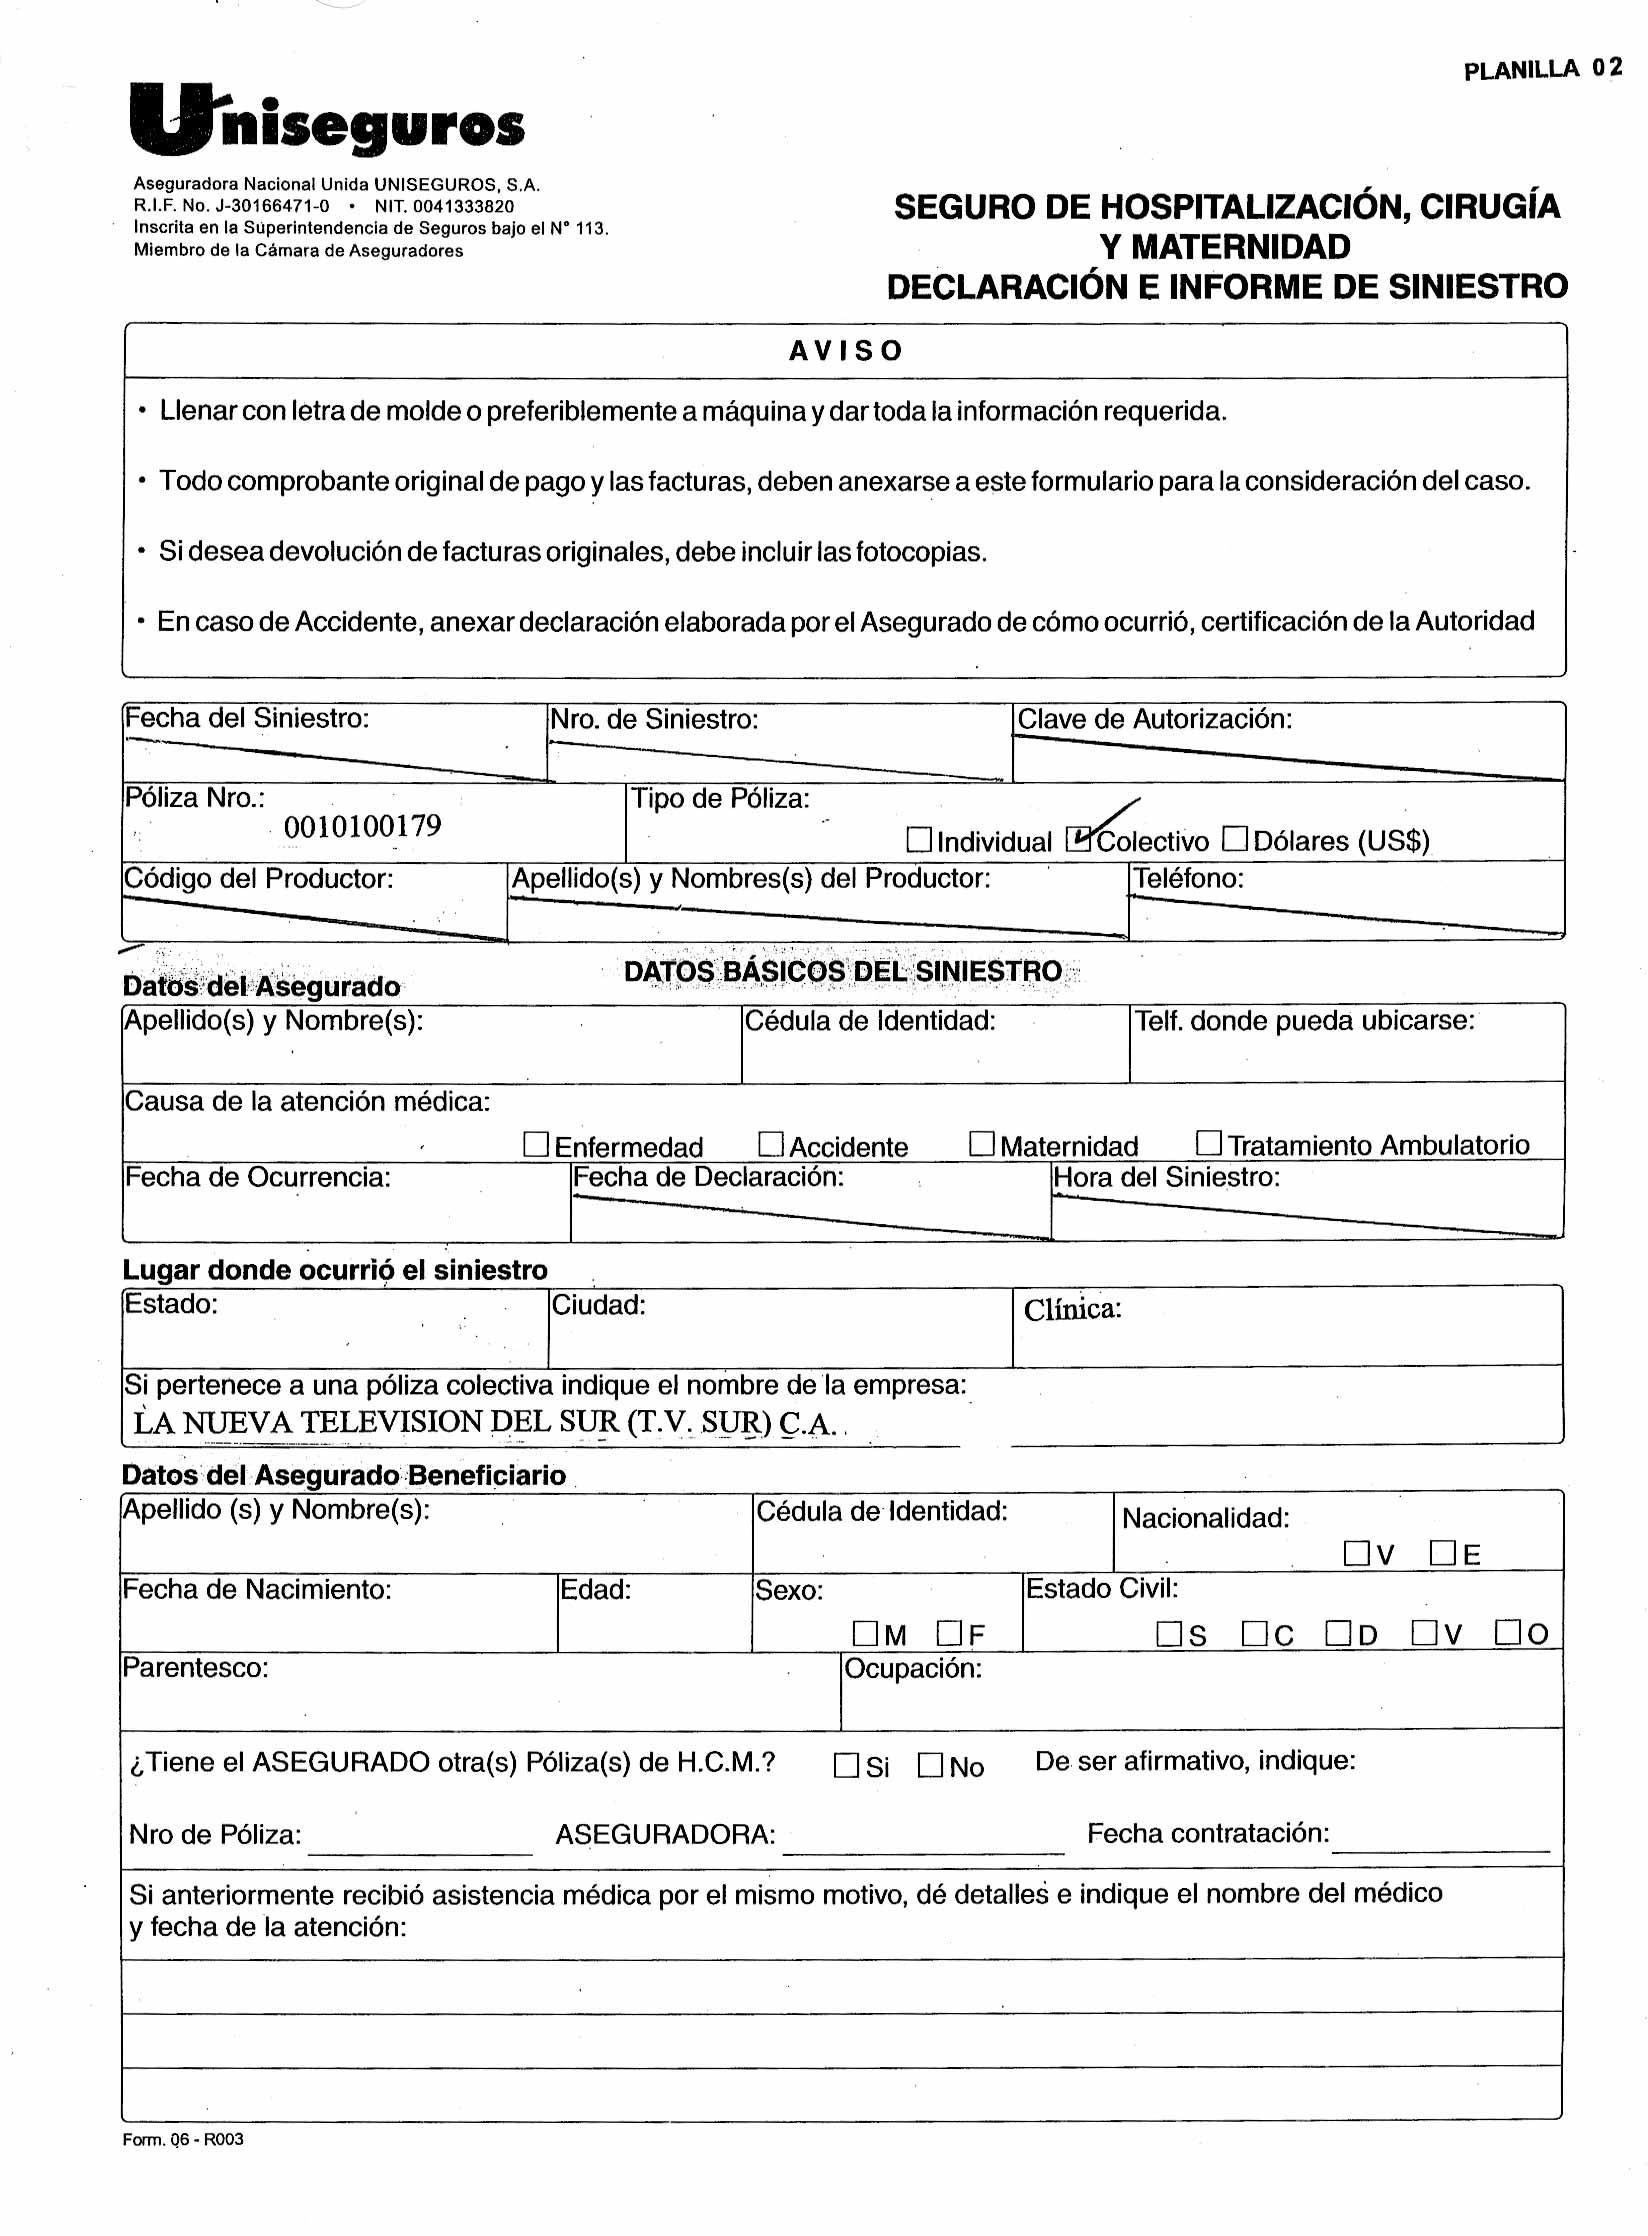 PLANILLA 02
Uniseguros
Aseguradora Nacional Unida UNISEGUROS, S.A.
R.I.F. No. J-30166471-0 • NIT. 0041333820
Inscrita en la Superintendencia de Seguros bajo el N° 113.
Miembro de la Cámara de Aseguradores
SEGURO DE HOSPITALIZACIÓN, CIRUGÍA
Y MATERNIDAD
DECLARACIÓN E INFORME DE SINIESTRO
AVISO
• Llenar con letra de molde o preferiblemente a máquina y dar toda la información requerida.
• Todo comprobante original de pago y las facturas, deben anexarse a este formulario para la consideración del caso.
• Si desea devolución de facturas originales, debe incluir las fotocopias.
• En caso de Accidente, anexar declaración elaborada por el Asegurado de cómo ocurrió, certificación de la Autoridad
Fecha del Siniestro: Nro. de Siniestro: Clave de Autorización:
Póliza Nro.: Tipo de Póliza:
0010100179
☐ Individual ☑ Colectivo ☐ Dólares (US$)
Código del Productor: Apellido(s) y Nombres(s) del Productor: Teléfono:
DATOS BÁSICOS DEL SINIESTRO
Datos del Asegurado
Apellido(s) y Nombre(s): Cédula de Identidad: Telf. donde pueda ubicarse:
Causa de la atención médica:
☐ Enfermedad ☐ Accidente ☐ Maternidad ☐ Tratamiento Ambulatorio
Fecha de Ocurrencia: Fecha de Declaración: Hora del Siniestro:
Lugar donde ocurrió el siniestro
Estado: Ciudad: Clínica:
Si pertenece a una póliza colectiva indique el nombre de la empresa:
LA NUEVA TELEVISION DEL SUR (T.V. SUR) C.A.
Datos del Asegurado Beneficiario
Apellido (s) y Nombre(s): Cédula de Identidad: Nacionalidad:
☐ V ☐ E
Fecha de Nacimiento: Edad: Sexo: Estado Civil:
☐ M ☐ F ☐ S ☐ C ☐ D ☐ V ☐ O
Parentesco: Ocupación:
¿Tiene el ASEGURADO otra(s) Póliza(s) de H.C.M.? ☐ Si ☐ No De ser afirmativo, indique:
Nro de Póliza: ASEGURADORA: Fecha contratación:
Si anteriormente recibió asistencia médica por el mismo motivo, dé detalles e indique el nombre del médico
y fecha de la atención:
Form. 06 - R003